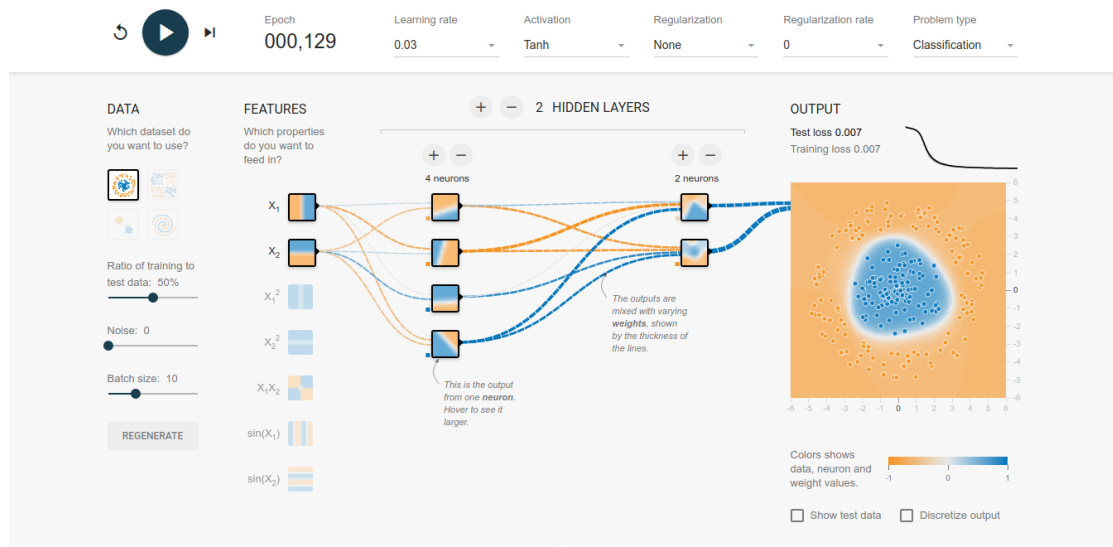 Epoch
000,129
Learning rate
0.03
Activation
Tanh
Regularization
None
Regularization rate
0
Problem type
Classification
DATA
Which dataset do
you want to use?
Ratio of training to
test data: 50%
Noise: 0
Batch size: 10
REGENERATE
FEATURES
Which properties
do you want to
feed in?
X1
X2
X1²
X2²
X1X2
sin(X1)
sin(X2)
+ − 2 HIDDEN LAYERS
+ −
4 neurons
+ −
2 neurons
This is the output
from one neuron.
Hover to see it
larger.
The outputs are
mixed with varying
weights, shown
by the thickness of
the lines.
OUTPUT
Test loss 0.007
Training loss 0.007
6
5
4
3
2
1
0
-1
-2
-3
-4
-5
-6
-6 -5 -4 -3 -2 -1 0 1 2 3 4 5 6
Colors shows
data, neuron and
weight values.
-1 0 1
Show test data
Discretize output